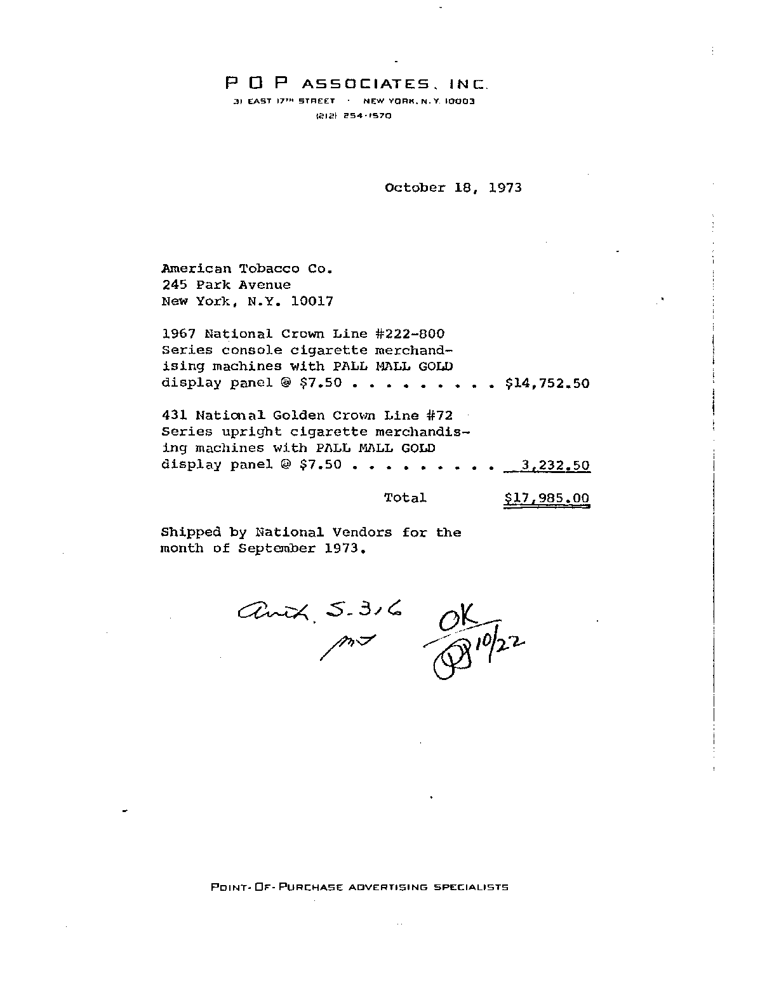 P O P ASSOCIATES, INC.
31 EAST 17TH STREET · NEW YORK, N.Y. 10003
(212) 254-1570
October 18, 1973
American Tobacco Co.
245 Park Avenue
New York, N.Y. 10017
1967 National Crown Line #222-800
Series console cigarette merchand-
ising machines with PALL MALL GOLD
display panel @ $7.50 . . . . . . . . . $14,752.50
431 National Golden Crown Line #72
Series upright cigarette merchandis-
ing machines with PALL MALL GOLD
display panel @ $7.50 . . . . . . . . . 3,232.50
Total $17,985.00
Shipped by National Vendors for the
month of September 1973.
S-316 OK
10/22
POINT-OF-PURCHASE ADVERTISING SPECIALISTS